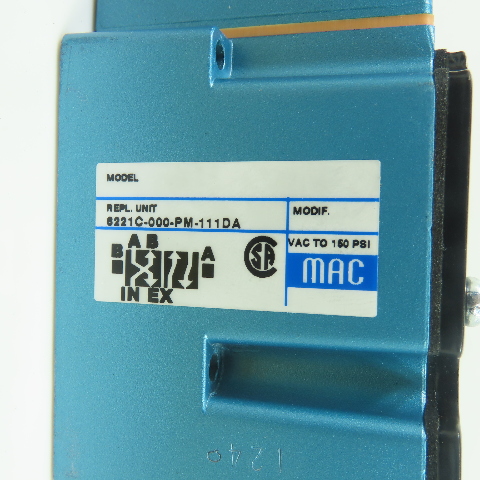 MODEL
REPL. UNIT
6221C-000-PM-111DA
MODIF.
VAC TO 150 PSI
A B
B A
IN EX
MAC
1240